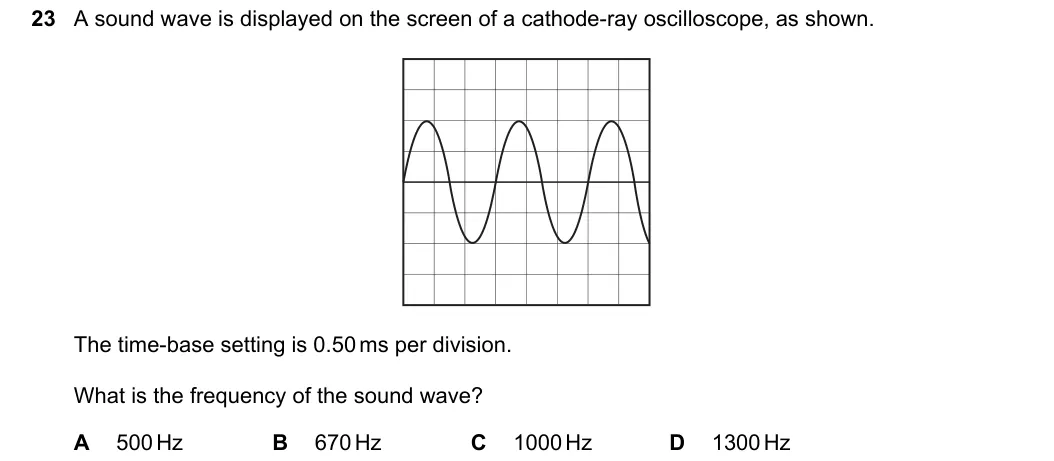 23 A sound wave is displayed on the screen of a cathode-ray oscilloscope, as shown.
The time-base setting is 0.50 ms per division.
What is the frequency of the sound wave?
A 500 Hz B 670 Hz C 1000 Hz D 1300 Hz